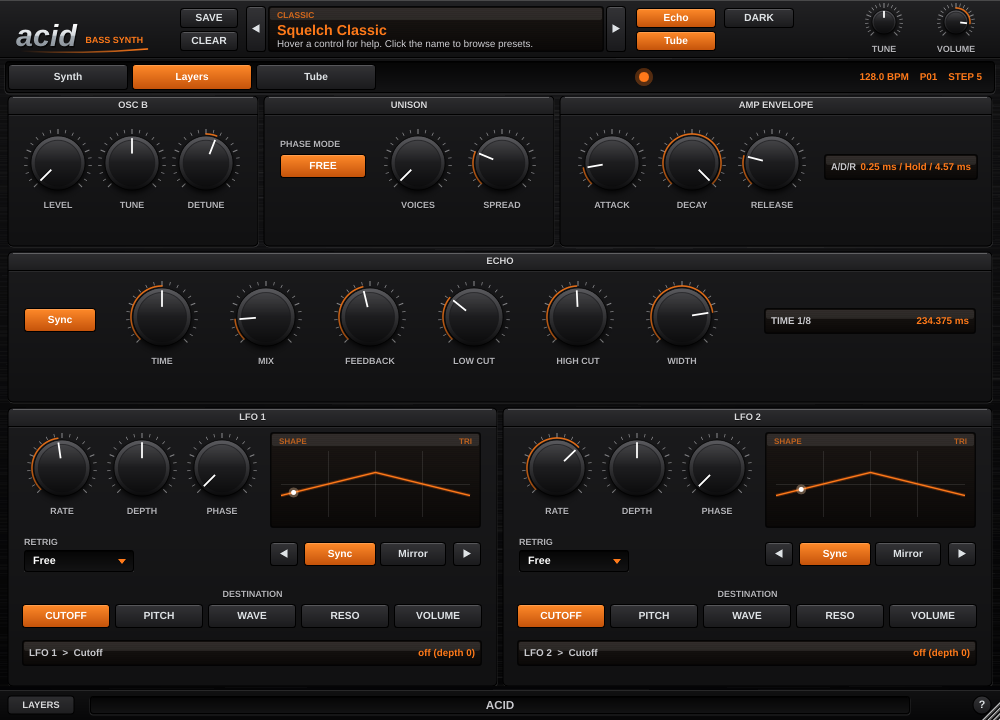 acid BASS SYNTH
SAVE
CLEAR
CLASSIC
Squelch Classic
Hover a control for help. Click the name to browse presets.
Echo
DARK
Tube
TUNE
VOLUME
Synth
Layers
Tube
128.0 BPM P01 STEP 5
OSC B
LEVEL
TUNE
DETUNE
UNISON
PHASE MODE
FREE
VOICES
SPREAD
AMP ENVELOPE
ATTACK
DECAY
RELEASE
A/D/R 0.25 ms / Hold / 4.57 ms
ECHO
Sync
TIME
MIX
FEEDBACK
LOW CUT
HIGH CUT
WIDTH
TIME 1/8
234.375 ms
LFO 1
RATE
DEPTH
PHASE
SHAPE
TRI
RETRIG
Free
Sync
Mirror
DESTINATION
CUTOFF
PITCH
WAVE
RESO
VOLUME
LFO 1 > Cutoff
off (depth 0)
LFO 2
RATE
DEPTH
PHASE
SHAPE
TRI
RETRIG
Free
Sync
Mirror
DESTINATION
CUTOFF
PITCH
WAVE
RESO
VOLUME
LFO 2 > Cutoff
off (depth 0)
LAYERS
ACID
?